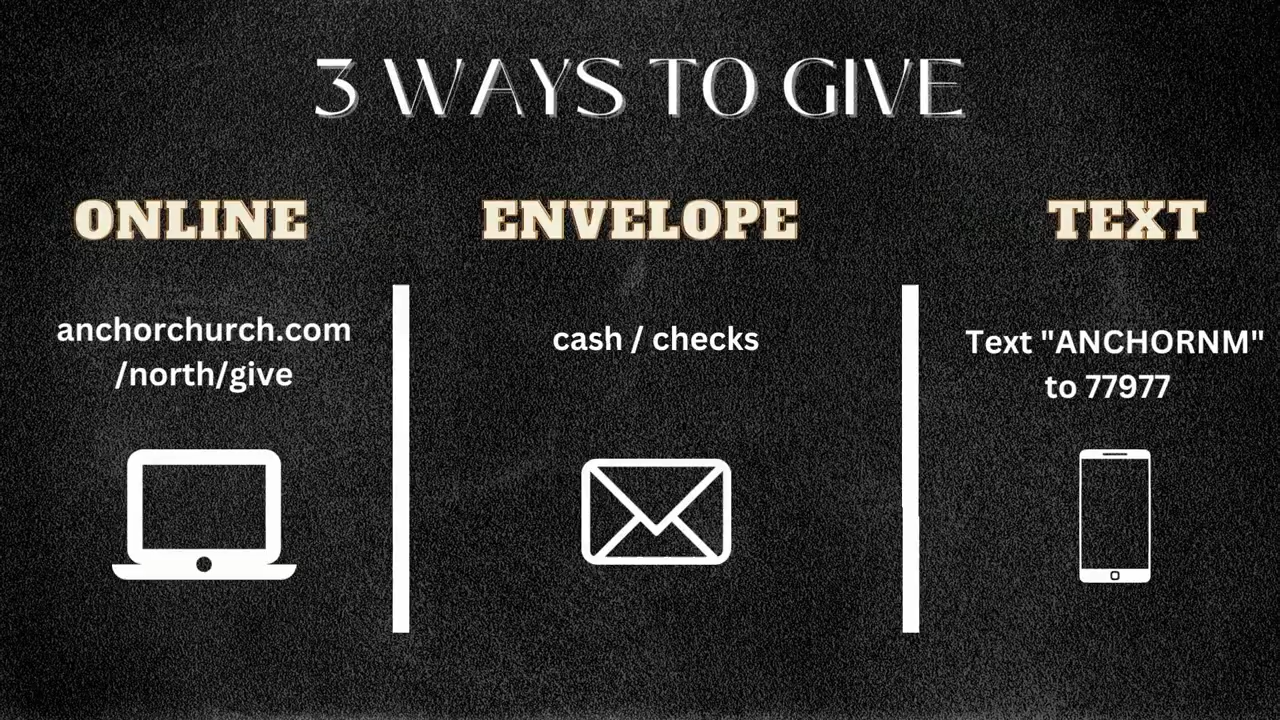 3 WAYS TO GIVE
ONLINE
anchorchurch.com
/north/give
ENVELOPE
cash / checks
TEXT
Text "ANCHORNM"
to 77977